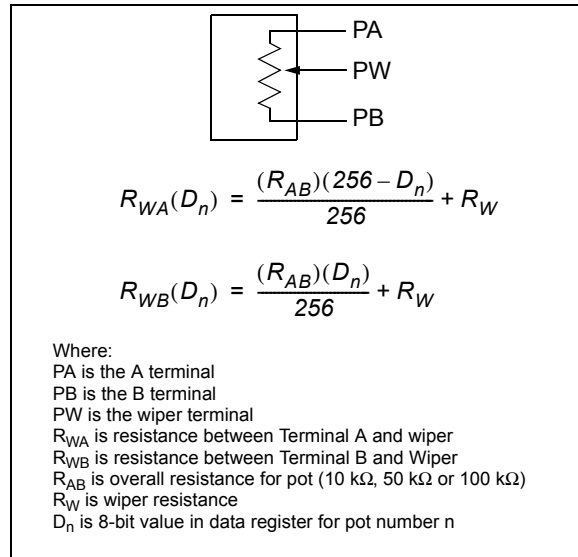 PA
PW
PB
R_WA(D_n) = (R_AB)(256 – D_n) / 256 + R_W
R_WB(D_n) = (R_AB)(D_n) / 256 + R_W
Where:
PA is the A terminal
PB is the B terminal
PW is the wiper terminal
R_WA is resistance between Terminal A and wiper
R_WB is resistance between Terminal B and Wiper
R_AB is overall resistance for pot (10 kΩ, 50 kΩ or 100 kΩ)
R_W is wiper resistance
D_n is 8-bit value in data register for pot number n